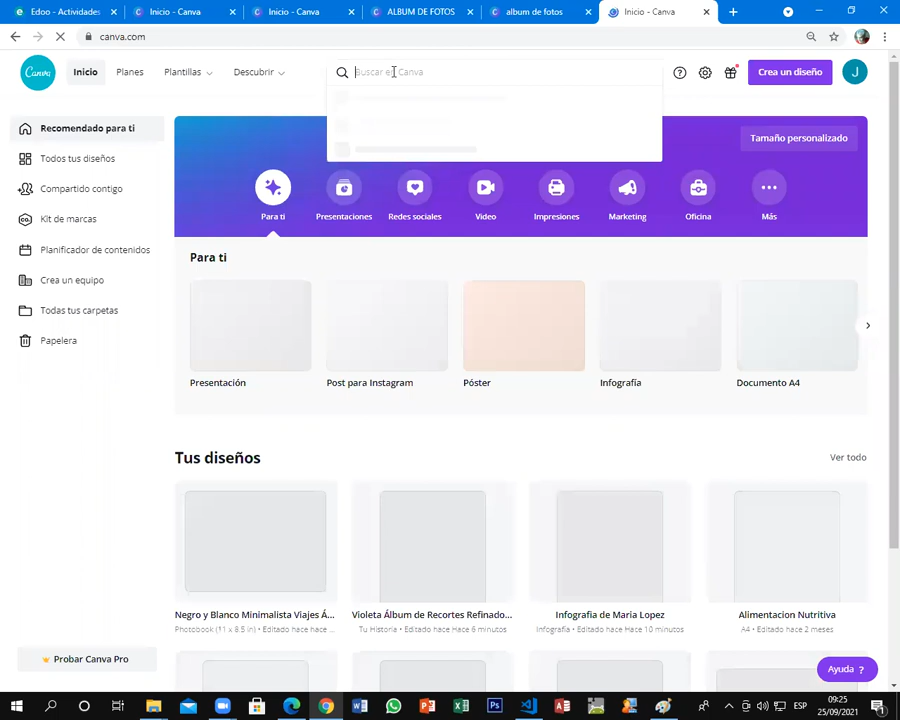 Edoo - Actividades
Inicio - Canva
Inicio - Canva
ALBUM DE FOTOS
album de fotos
Inicio - Canva
canva.com
Canva
Inicio
Planes
Plantillas
Descubrir
Buscar en Canva
Crea un diseño
J
Recomendado para ti
Todos tus diseños
Compartido contigo
Kit de marcas
Planificador de contenidos
Crea un equipo
Todas tus carpetas
Papelera
Probar Canva Pro
Tamaño personalizado
Para ti
Presentaciones
Redes sociales
Video
Impresiones
Marketing
Oficina
Más
Para ti
Presentación
Post para Instagram
Póster
Infografía
Documento A4
Tus diseños
Ver todo
Negro y Blanco Minimalista Viajes Á...
Violeta Álbum de Recortes Refinado...
Infografia de Maria Lopez
Alimentacion Nutritiva
Photobook (11 x 8.5 in) • Editado hace hace ...
Tu Historia • Editado hace Hace 6 minutos
Infografía • Editado hace Hace 10 minutos
A4 • Editado hace 2 meses
Ayuda ?
ESP
09:25
25/09/2021